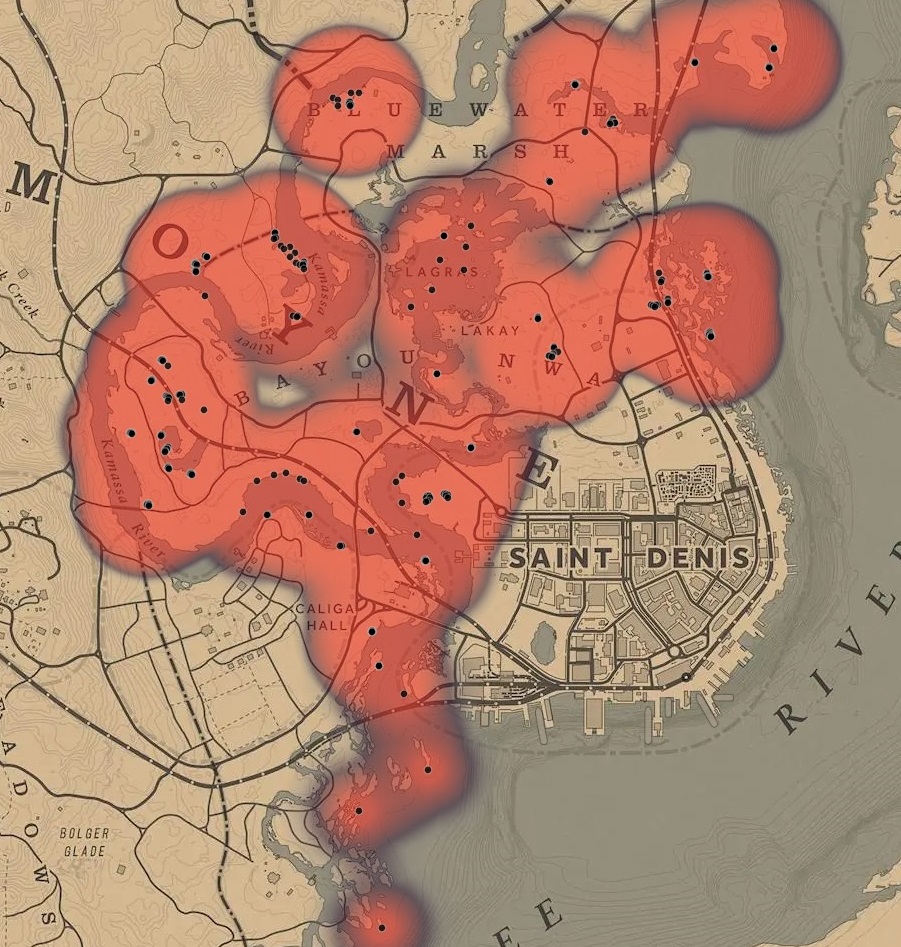 BLUEWATER
MARSH
M
O
Y
N
E
D
k Creek
Kamassa
River
LAGRAS
LAKAY
BAYOU NWA
Kamassa River
SAINT DENIS
CALIGA
HALL
RIVER
ADOWS
BOLGER
GLADE
EE